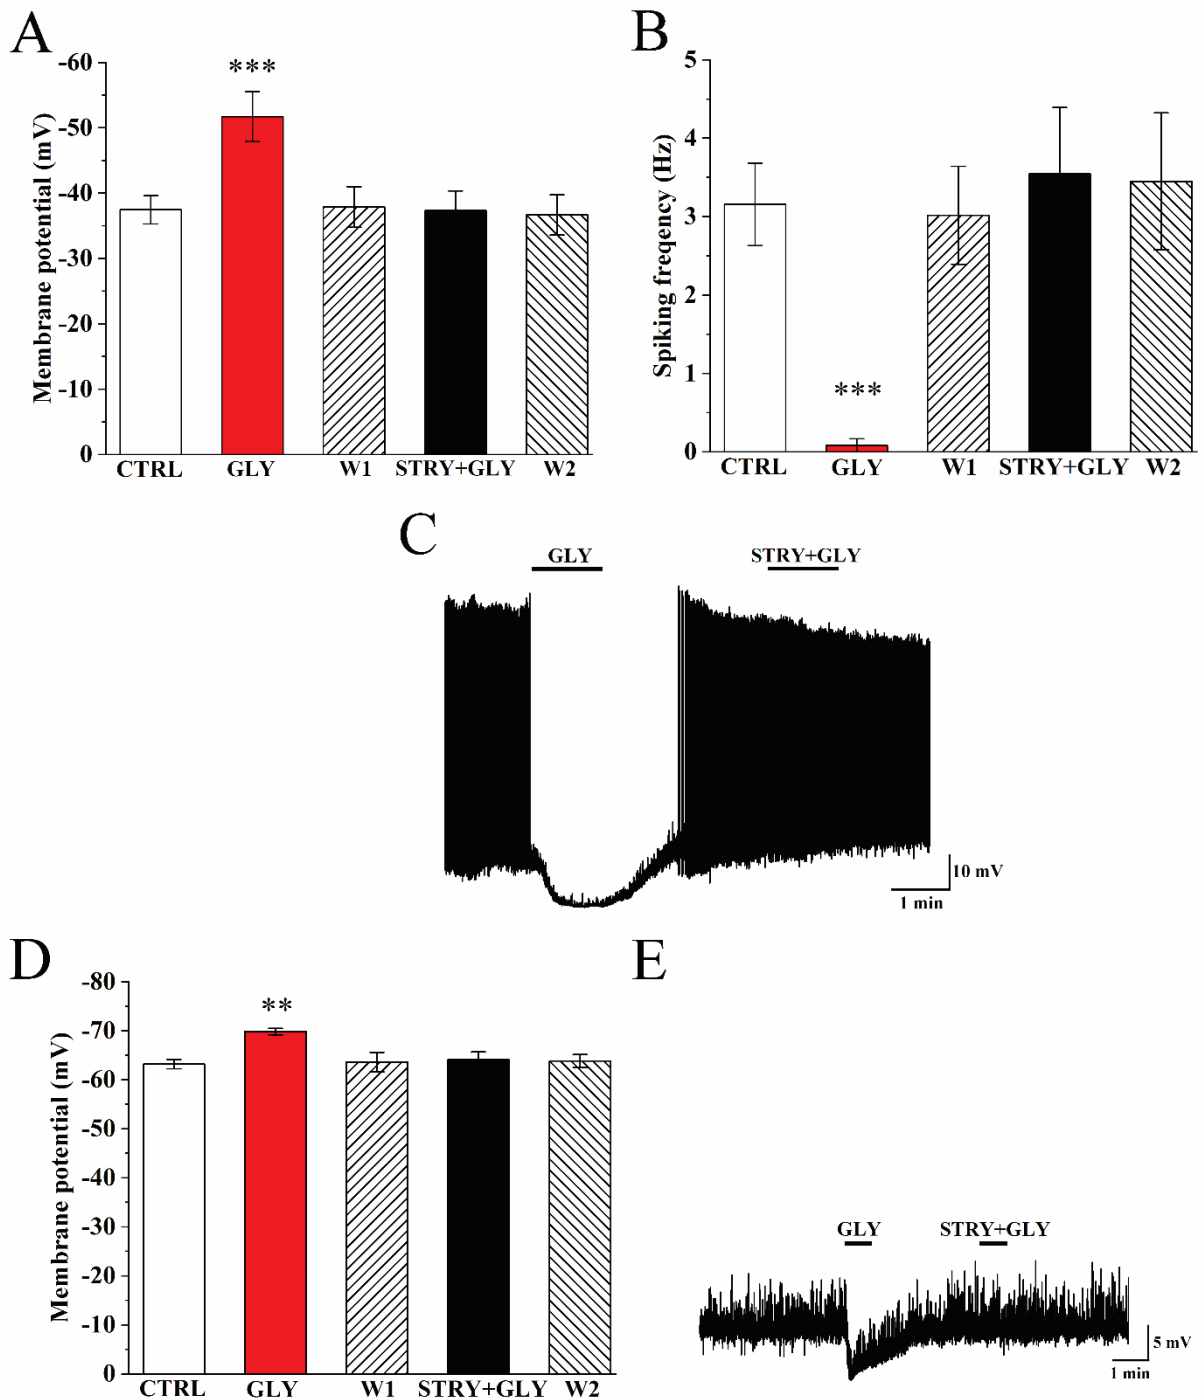 A
Membrane potential (mV)
-60
-50
-40
-30
-20
-10
0
***
CTRL GLY W1 STRY+GLY W2
B
Spiking freqency (Hz)
5
4
3
2
1
0
***
CTRL GLY W1 STRY+GLY W2
C
GLY STRY+GLY
10 mV
1 min
D
Membrane potential (mV)
-80
-70
-60
-50
-40
-30
-20
-10
0
**
CTRL GLY W1 STRY+GLY W2
E
GLY STRY+GLY
5 mV
1 min